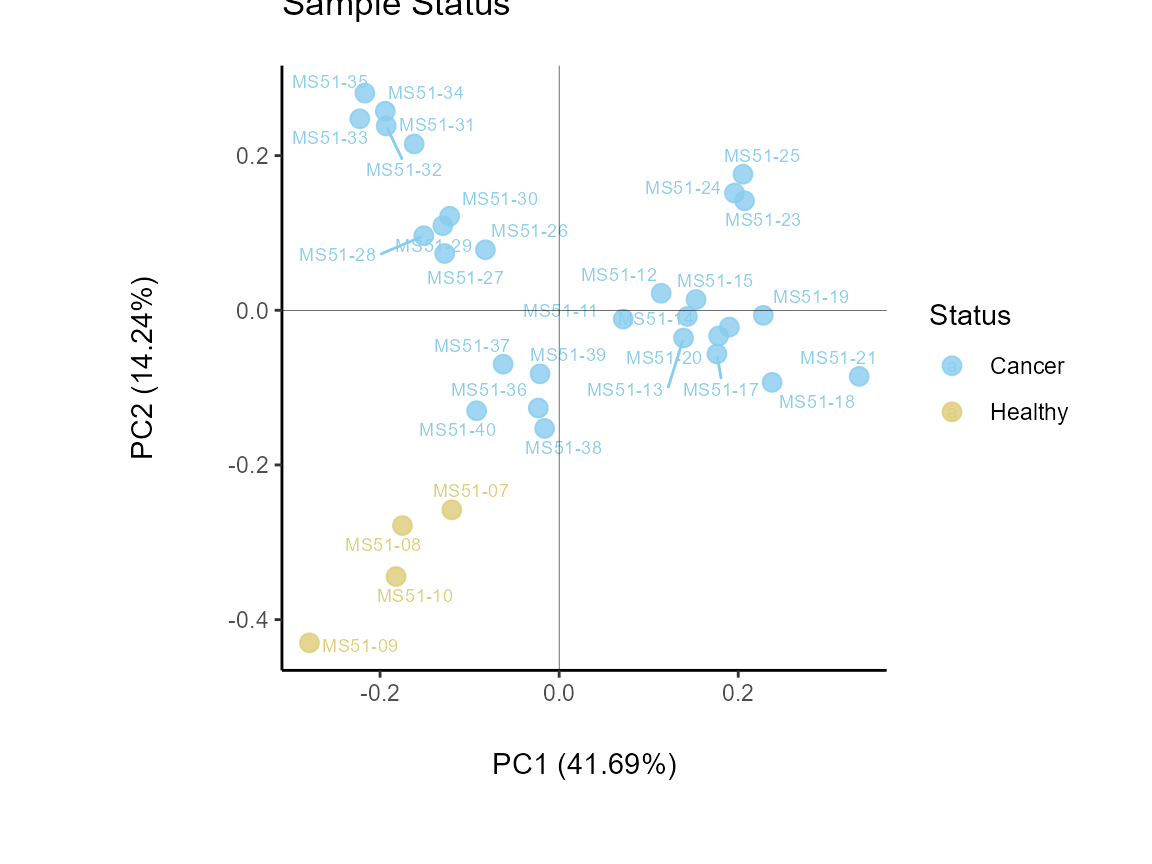 Sample Status
MS51-35
MS51-34
MS51-31
MS51-33
MS51-32
MS51-25
MS51-24
MS51-23
MS51-30
MS51-26
MS51-29
MS51-28
MS51-27
MS51-12
MS51-15
MS51-19
MS51-11
MS51-14
MS51-37
MS51-39
MS51-20
MS51-21
MS51-36
MS51-13
MS51-17
MS51-18
MS51-40
MS51-38
MS51-07
MS51-08
MS51-10
MS51-09
0.2
0.0
-0.2
-0.4
-0.2
0.0
0.2
PC1 (41.69%)
PC2 (14.24%)
Status
a Cancer
a Healthy